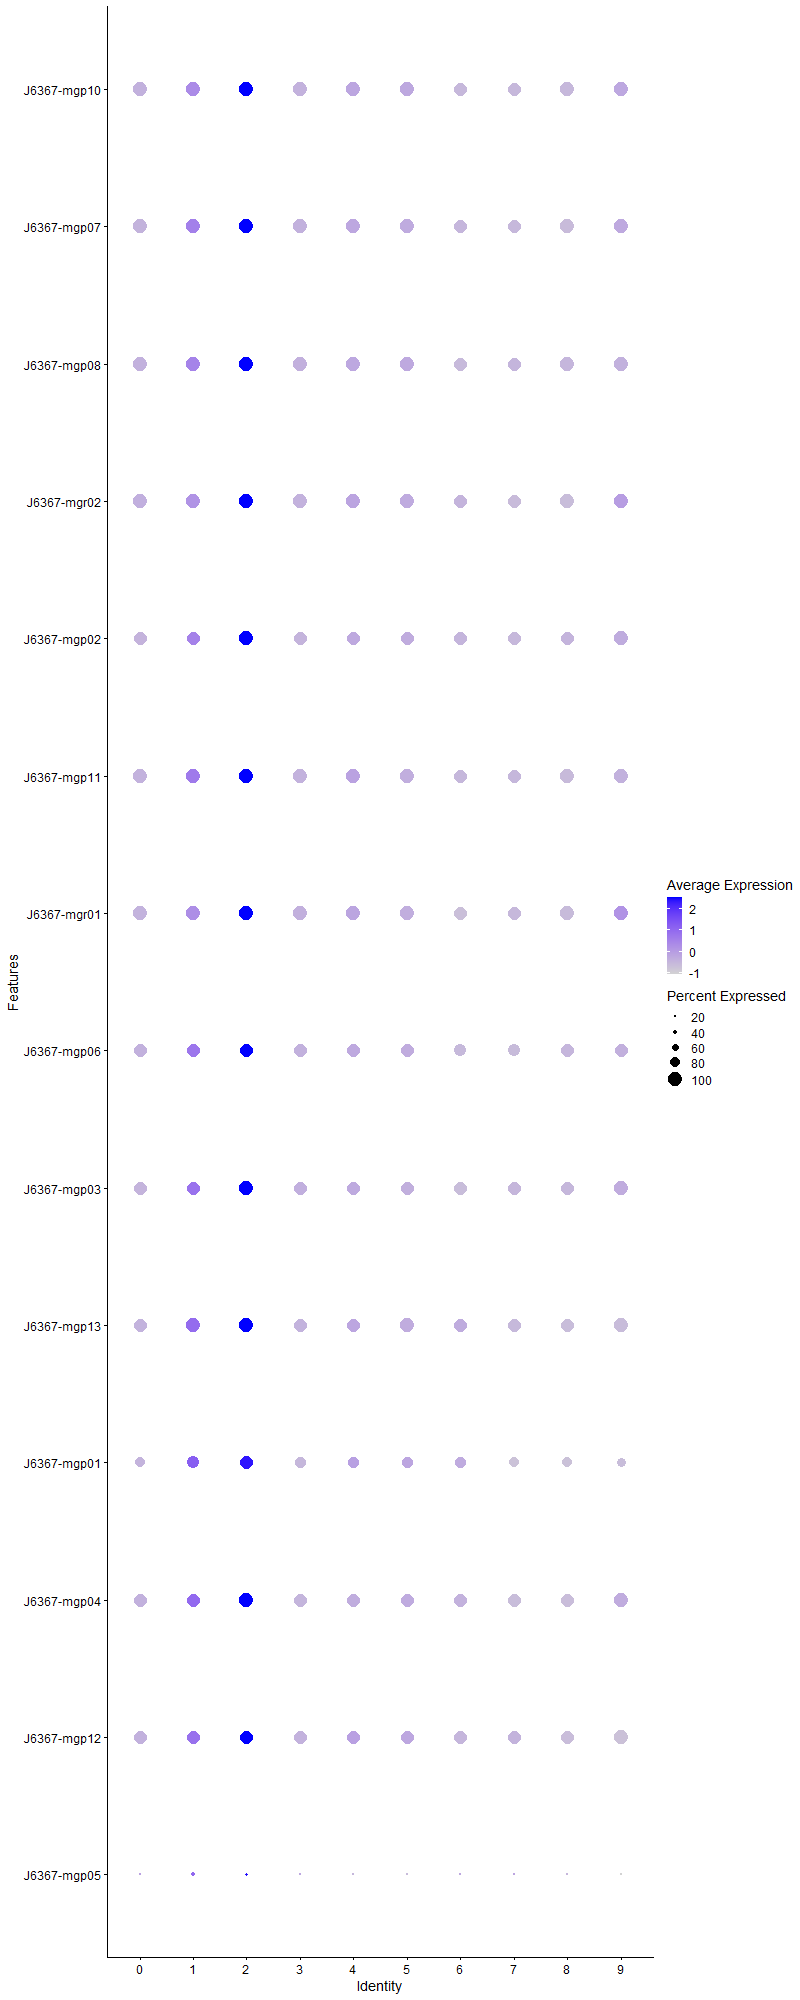 J6367-mgp10
J6367-mgp07
J6367-mgp08
J6367-mgr02
J6367-mgp02
J6367-mgp11
J6367-mgr01
J6367-mgp06
J6367-mgp03
J6367-mgp13
J6367-mgp01
J6367-mgp04
J6367-mgp12
J6367-mgp05
Features
0 1 2 3 4 5 6 7 8 9
Identity
Average Expression
2
1
0
-1
Percent Expressed
20
40
60
80
100